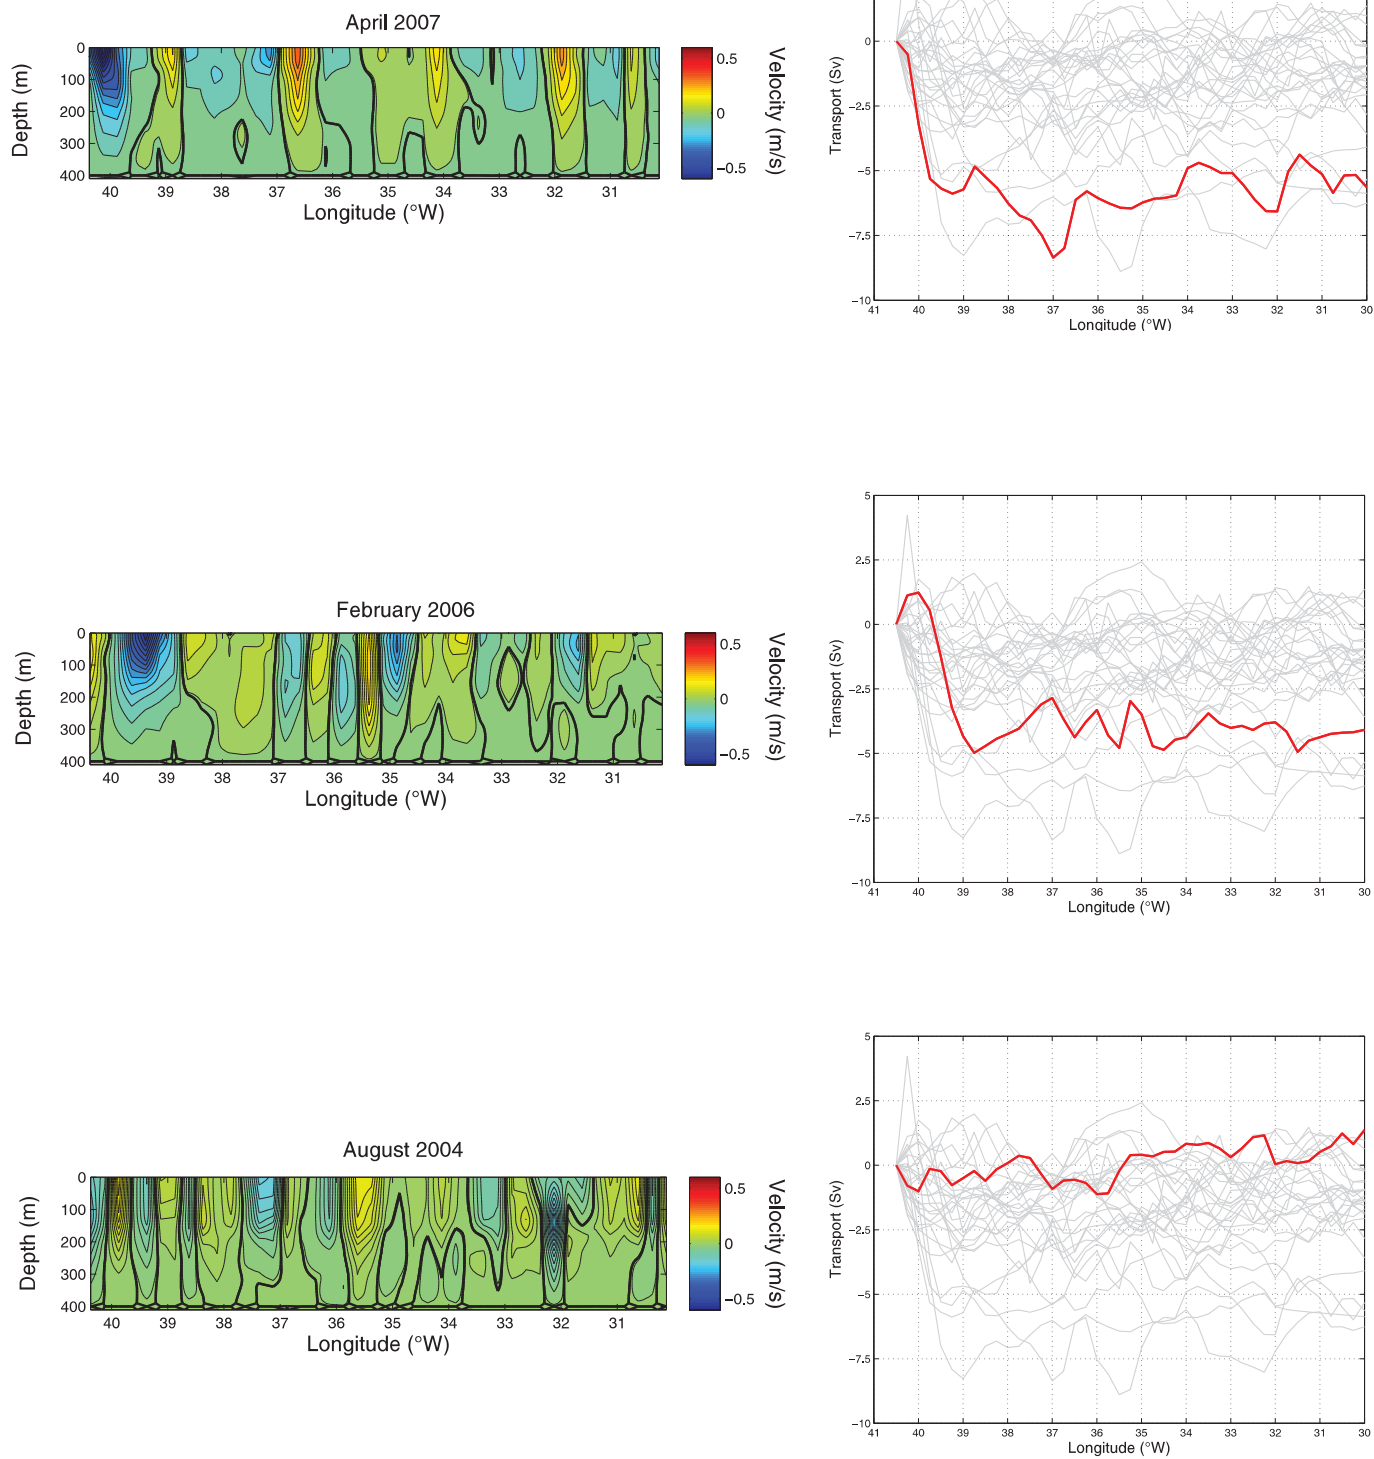 April 2007
0
100
200
300
400
Depth (m)
40 39 38 37 36 35 34 33 32 31
Longitude (°W)
0.5
0
−0.5
Velocity (m/s)
0
−2.5
−5
−7.5
−10
Transport (Sv)
41 40 39 38 37 36 35 34 33 32 31 30
Longitude (°W)
February 2006
0
100
200
300
400
Depth (m)
40 39 38 37 36 35 34 33 32 31
Longitude (°W)
0.5
0
−0.5
Velocity (m/s)
5
2.5
0
−2.5
−5
−7.5
−10
Transport (Sv)
41 40 39 38 37 36 35 34 33 32 31 30
Longitude (°W)
August 2004
0
100
200
300
400
Depth (m)
40 39 38 37 36 35 34 33 32 31
Longitude (°W)
0.5
0
−0.5
Velocity (m/s)
5
2.5
0
−2.5
−5
−7.5
−10
Transport (Sv)
41 40 39 38 37 36 35 34 33 32 31 30
Longitude (°W)